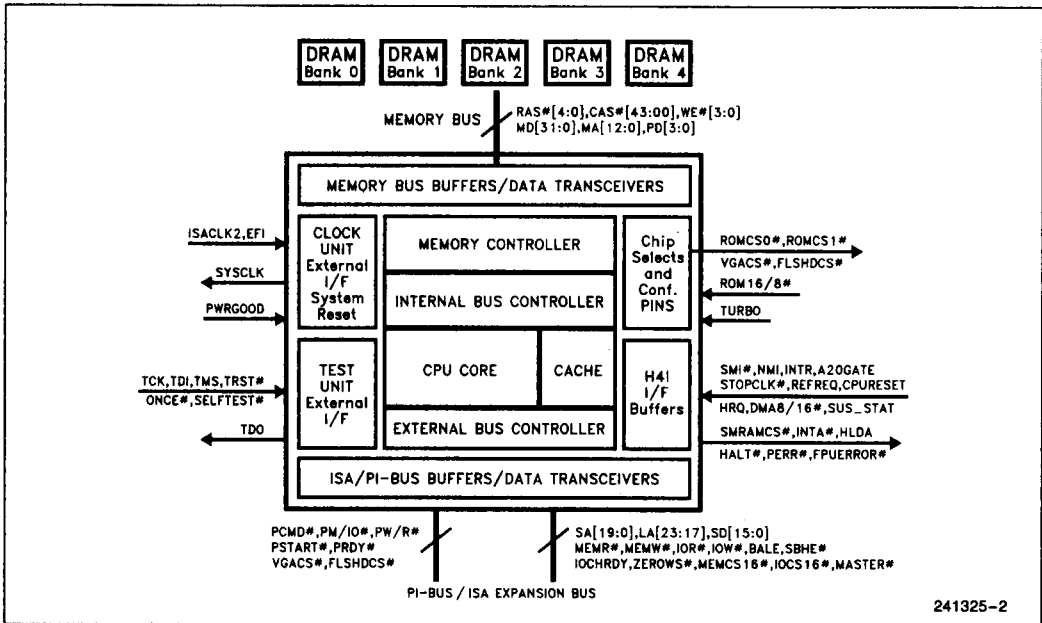 DRAM Bank 0
DRAM Bank 1
DRAM Bank 2
DRAM Bank 3
DRAM Bank 4
MEMORY BUS
RAS#[4:0],CAS#[43:00],WE#[3:0]
MD[31:0],MA[12:0],PD[3:0]
MEMORY BUS BUFFERS/DATA TRANSCEIVERS
ISACLK2,EFI
SYSCLK
PWRGOOD
CLOCK
UNIT
External
I/F
System
Reset
MEMORY CONTROLLER
INTERNAL BUS CONTROLLER
Chip
Selects
and
Conf.
PINS
ROMCS0#,ROMCS1#
VGACS#,FLSHDCS#
ROM16/8#
TURBO
TCK,TDI,TMS,TRST#
ONCE#,SELFTEST#
TDO
TEST
UNIT
External
I/F
CPU CORE
CACHE
EXTERNAL BUS CONTROLLER
H41
I/F
Buffers
SMI#,NMI,INTR,A20GATE
STOPCLK#,REFREQ,CPURESET
HRQ,DMA8/16#,SUS_STAT
SMRAMCS#,INTA#,HLDA
HALT#,PERR#,FPUERROR#
ISA/PI-BUS BUFFERS/DATA TRANSCEIVERS
PCMD#,PM/IO#,PW/R#
PSTART#,PRDY#
VGACS#,FLSHDCS#
SA[19:0],LA[23:17],SD[15:0]
MEMR#,MEMW#,IOR#,IOW#,BALE,SBHE#
IOCHRDY,ZEROWS#,MEMCS16#,IOCS16#,MASTER#
PI-BUS / ISA EXPANSION BUS
241325-2